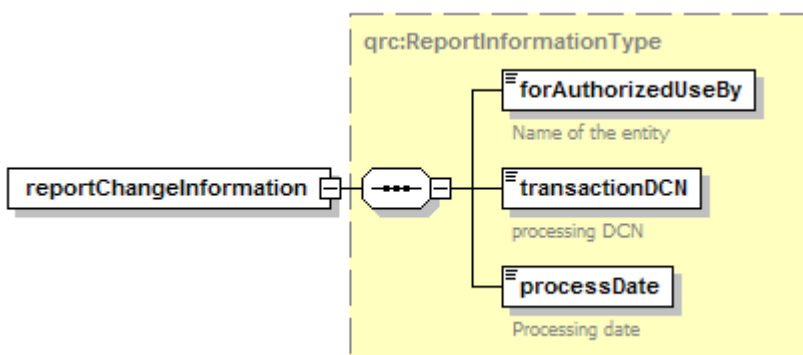 qrc:ReportInformationType
forAuthorizedUseBy
Name of the entity
reportChangeInformation
transactionDCN
processing DCN
processDate
Processing date